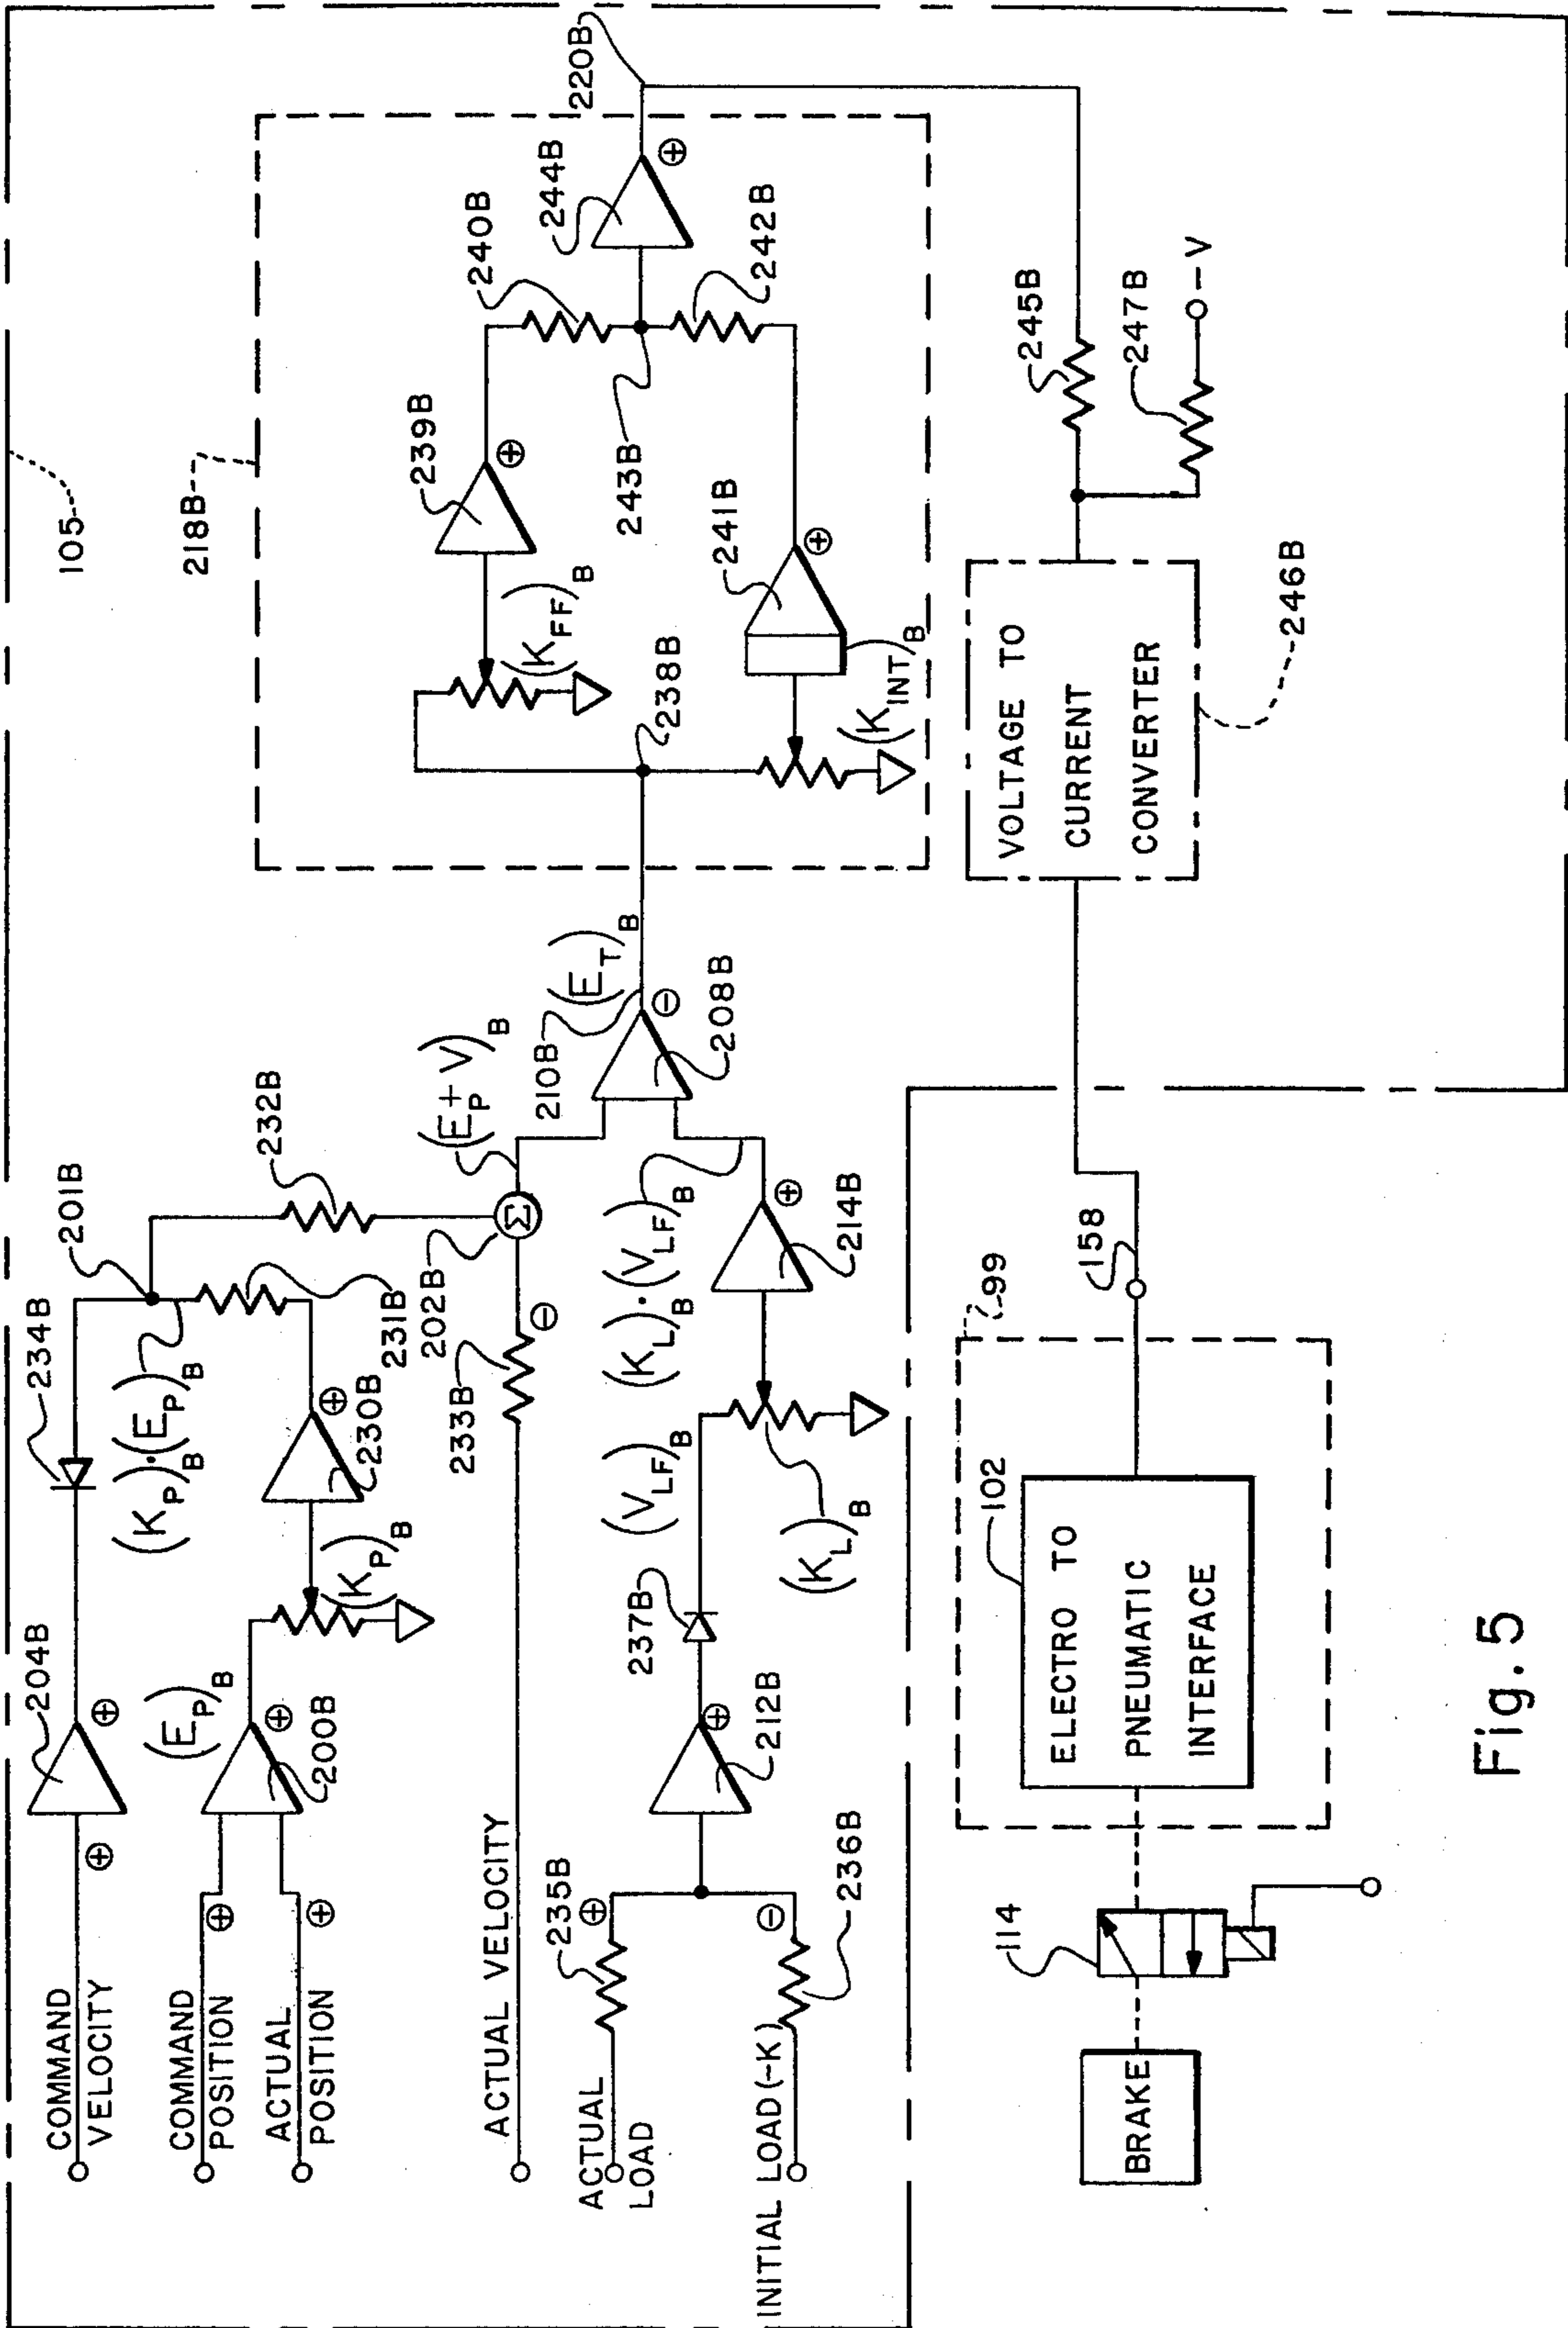 105
218B
COMMAND
VELOCITY
204B
234B
201B
232B
COMMAND
POSITION
ACTUAL
POSITION
(E_P)_B
200B
(K_P)_B
230B
(K_P)_B·(E_P)_B
231B
202B
(E_P+V)_B
ACTUAL VELOCITY
233B
ACTUAL
LOAD
235B
INITIAL LOAD(-K)
236B
212B
237B
(V_LF)_B
(K_L)_B
214B
(K_L)_B·(V_LF)_B
Σ
210B
(E_T)_B
208B
238B
(K_FF)_B
239B
240B
(K_INT)_B
241B
243B
242B
244B
220B
245B
247B
-V
VOLTAGE TO
CURRENT
CONVERTER
246B
158
99
102
ELECTRO TO
PNEUMATIC
INTERFACE
114
BRAKE
Fig. 5